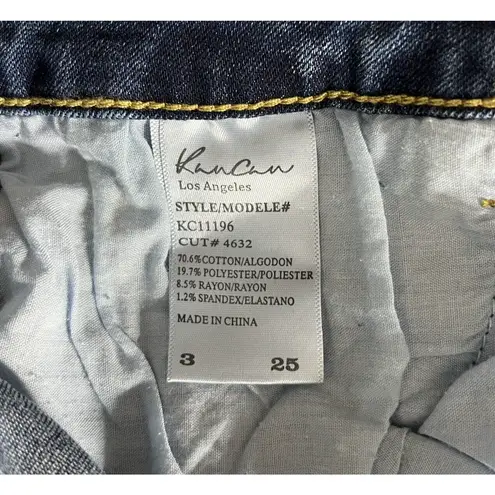 KanCan
Los Angeles
STYLE/MODELE#
KC11196
CUT# 4632
70.6%COTTON/ALGODON
19.7% POLYESTER/POLIESTER
8.5% RAYON/RAYON
1.2% SPANDEX/ELASTANO
MADE IN CHINA
3 25